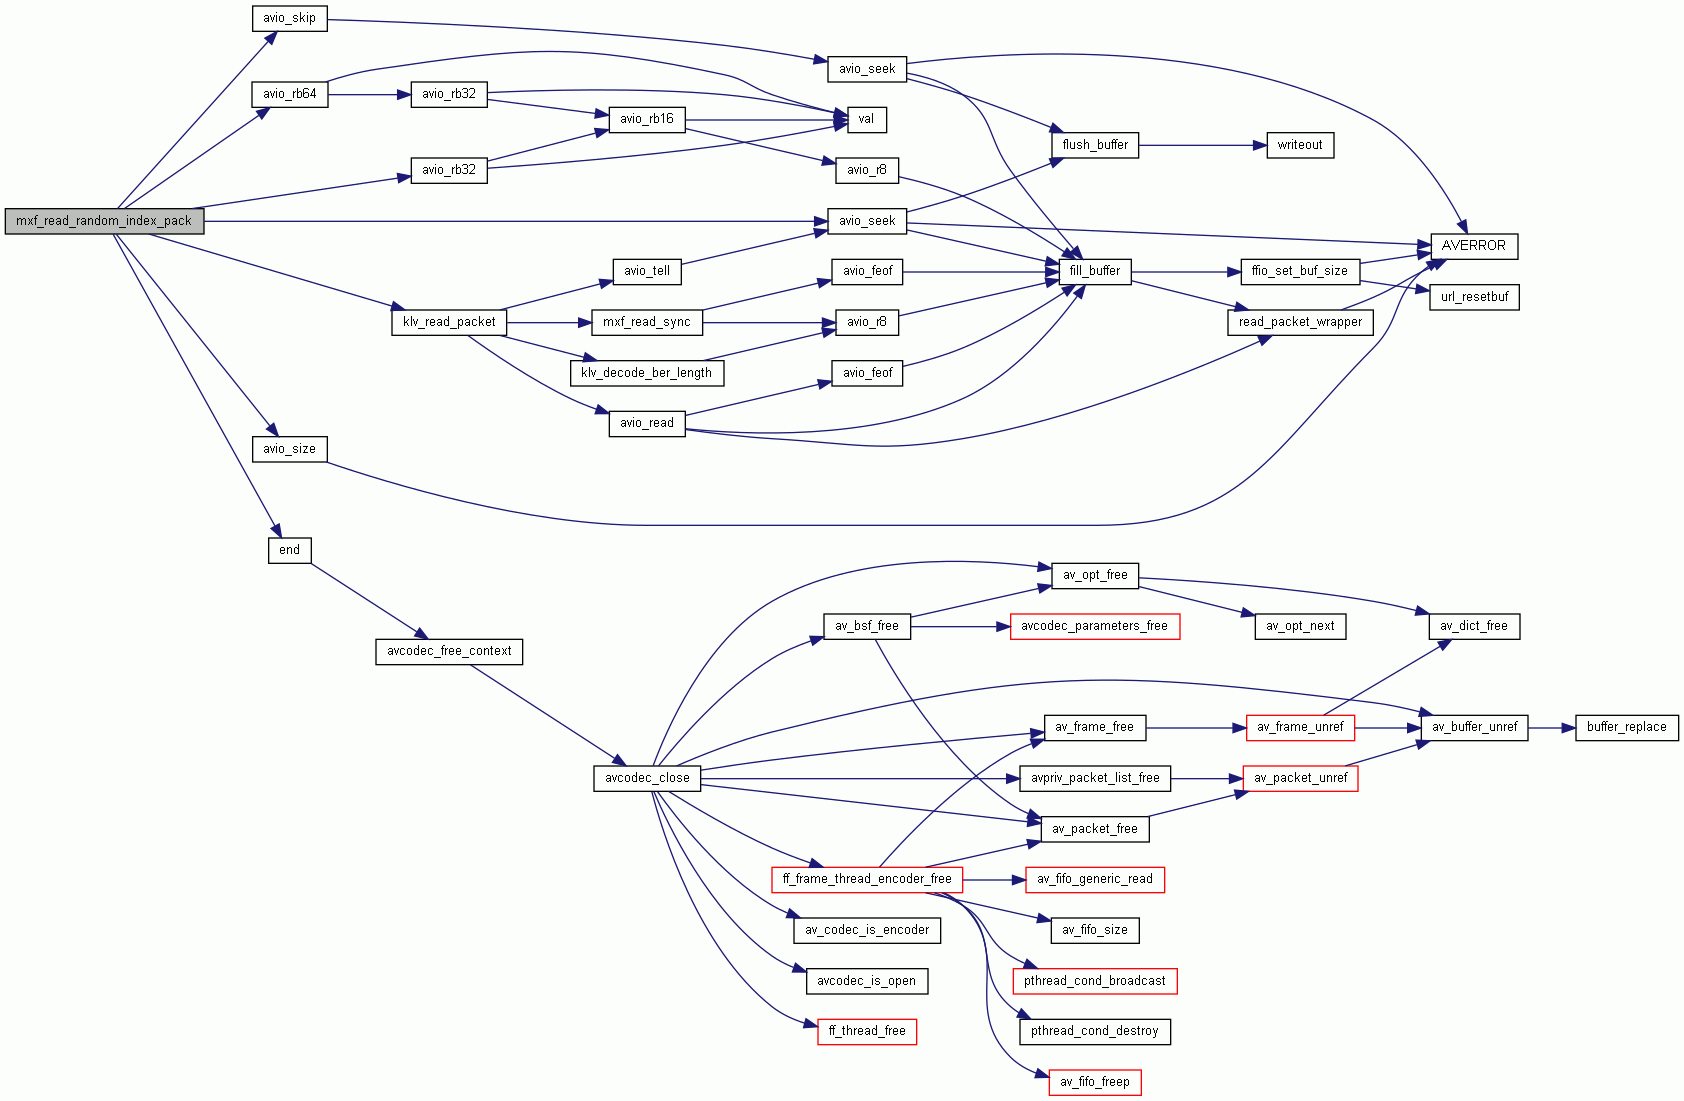 avio_skip
avio_seek
avio_rb64
avio_rb32
avio_rb16
val
flush_buffer
writeout
avio_rb32
avio_r8
mxf_read_random_index_pack
avio_seek
AVERROR
avio_tell
avio_feof
fill_buffer
ffio_set_buf_size
url_resetbuf
klv_read_packet
mxf_read_sync
avio_r8
read_packet_wrapper
klv_decode_ber_length
avio_feof
avio_read
avio_size
end
av_opt_free
av_bsf_free
avcodec_parameters_free
av_opt_next
av_dict_free
avcodec_free_context
av_frame_free
av_frame_unref
av_buffer_unref
buffer_replace
avcodec_close
avpriv_packet_list_free
av_packet_unref
av_packet_free
ff_frame_thread_encoder_free
av_fifo_generic_read
av_codec_is_encoder
av_fifo_size
avcodec_is_open
pthread_cond_broadcast
ff_thread_free
pthread_cond_destroy
av_fifo_freep